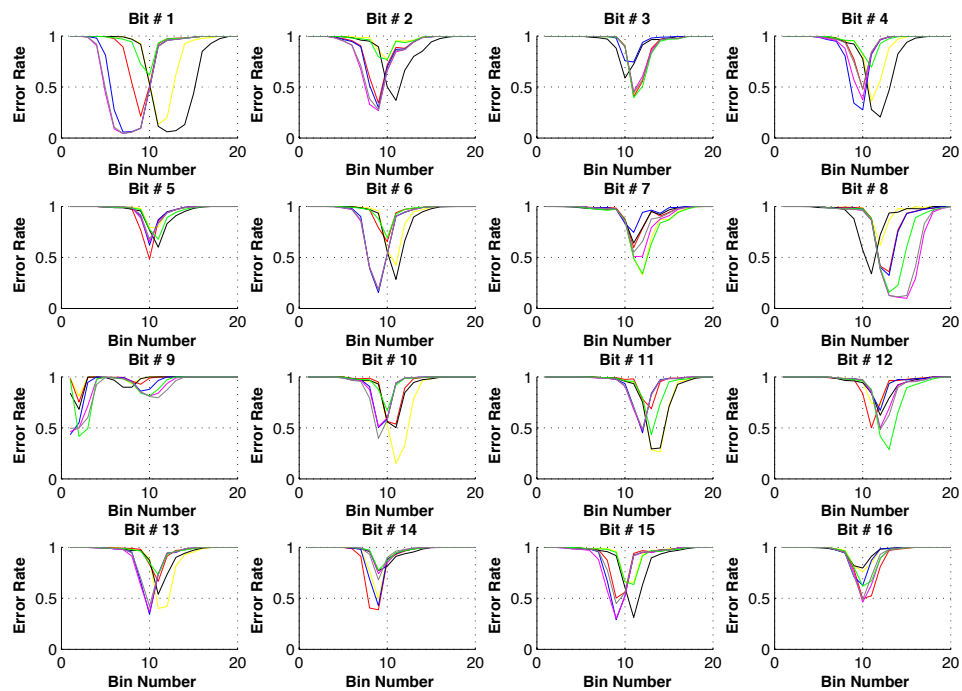 Bit # 1 Bit # 2 Bit # 3 Bit # 4
1 1 1 1
Error Rate Error Rate Error Rate Error Rate
0.5 0.5 0.5 0.5
0 0 0 0
0 10 20 0 10 20 0 10 20 0 10 20
Bin Number Bin Number Bin Number Bin Number
Bit # 5 Bit # 6 Bit # 7 Bit # 8
1 1 1 1
Error Rate Error Rate Error Rate Error Rate
0.5 0.5 0.5 0.5
0 0 0 0
0 10 20 0 10 20 0 10 20 0 10 20
Bin Number Bin Number Bin Number Bin Number
Bit # 9 Bit # 10 Bit # 11 Bit # 12
1 1 1 1
Error Rate Error Rate Error Rate Error Rate
0.5 0.5 0.5 0.5
0 0 0 0
0 10 20 0 10 20 0 10 20 0 10 20
Bin Number Bin Number Bin Number Bin Number
Bit # 13 Bit # 14 Bit # 15 Bit # 16
1 1 1 1
Error Rate Error Rate Error Rate Error Rate
0.5 0.5 0.5 0.5
0 0 0 0
0 10 20 0 10 20 0 10 20 0 10 20
Bin Number Bin Number Bin Number Bin Number